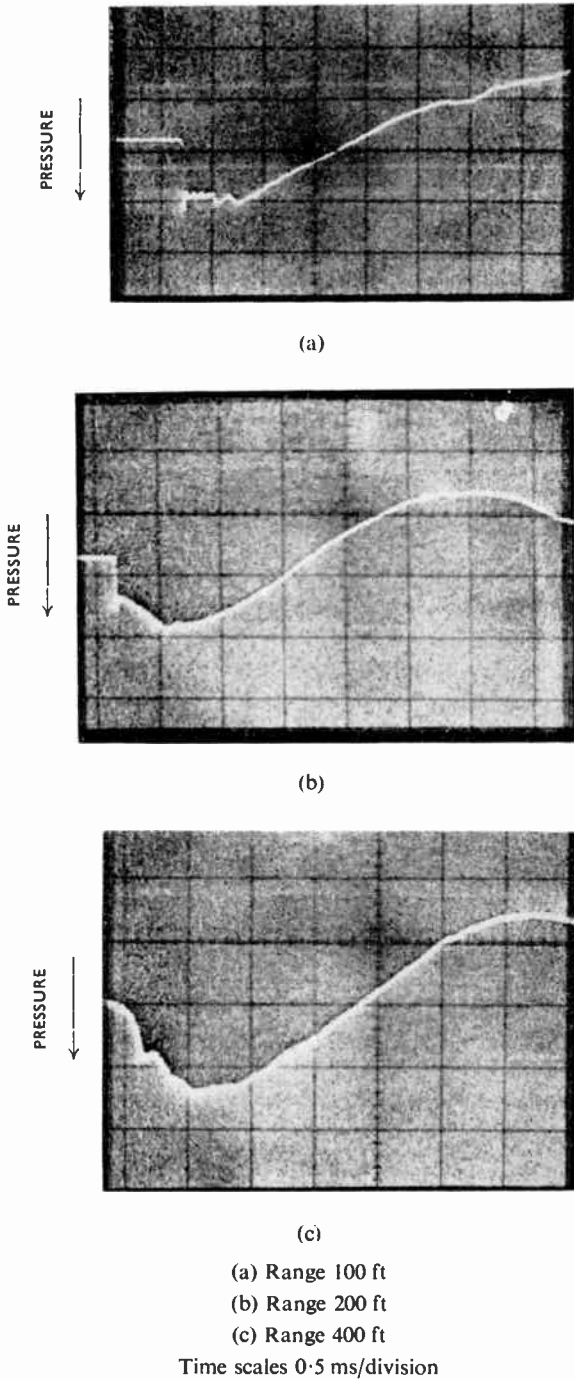 PRESSURE
(a)
PRESSURE
(b)
PRESSURE
(c)
(a) Range 100 ft
(b) Range 200 ft
(c) Range 400 ft
Time scales 0·5 ms/division